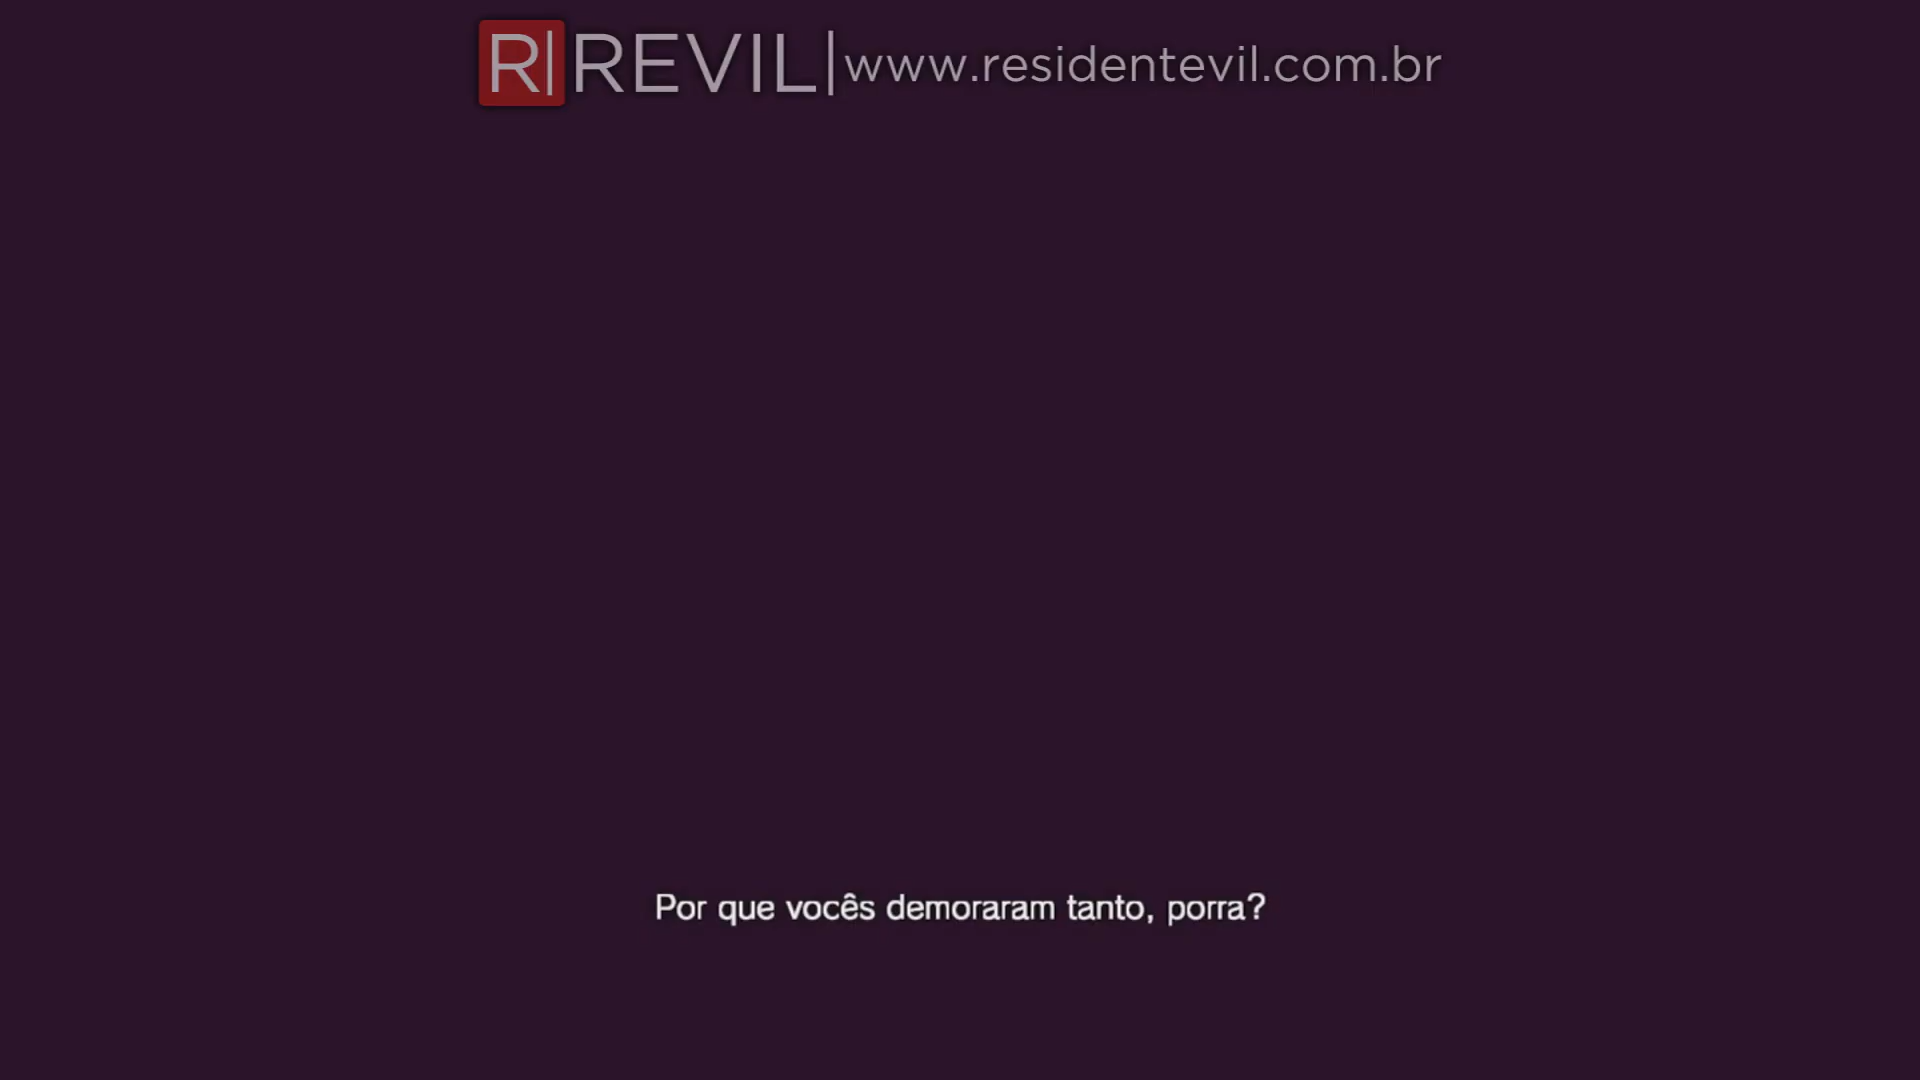 R| REVIL | www.residentevil.com.br
Por que vocês demoraram tanto, porra?